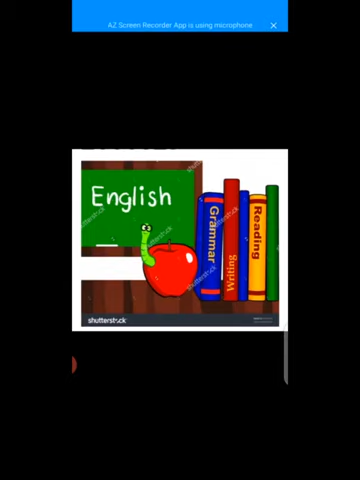 AZ Screen Recorder App is using microphone
English
Grammar
Writing
Reading
shutterstock